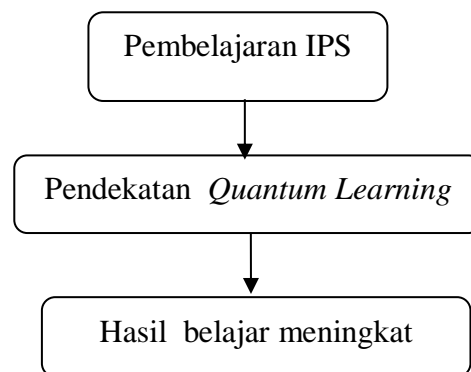 Pembelajaran IPS
Pendekatan Quantum Learning
Hasil belajar meningkat